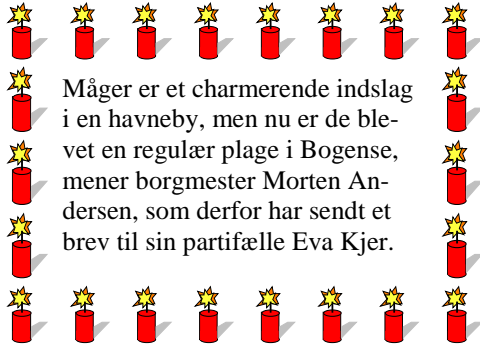 Måger er et charmerende indslag
i en havneby, men nu er de ble-
vet en regulær plage i Bogense,
mener borgmester Morten An-
dersen, som derfor har sendt et
brev til sin partifælle Eva Kjer.